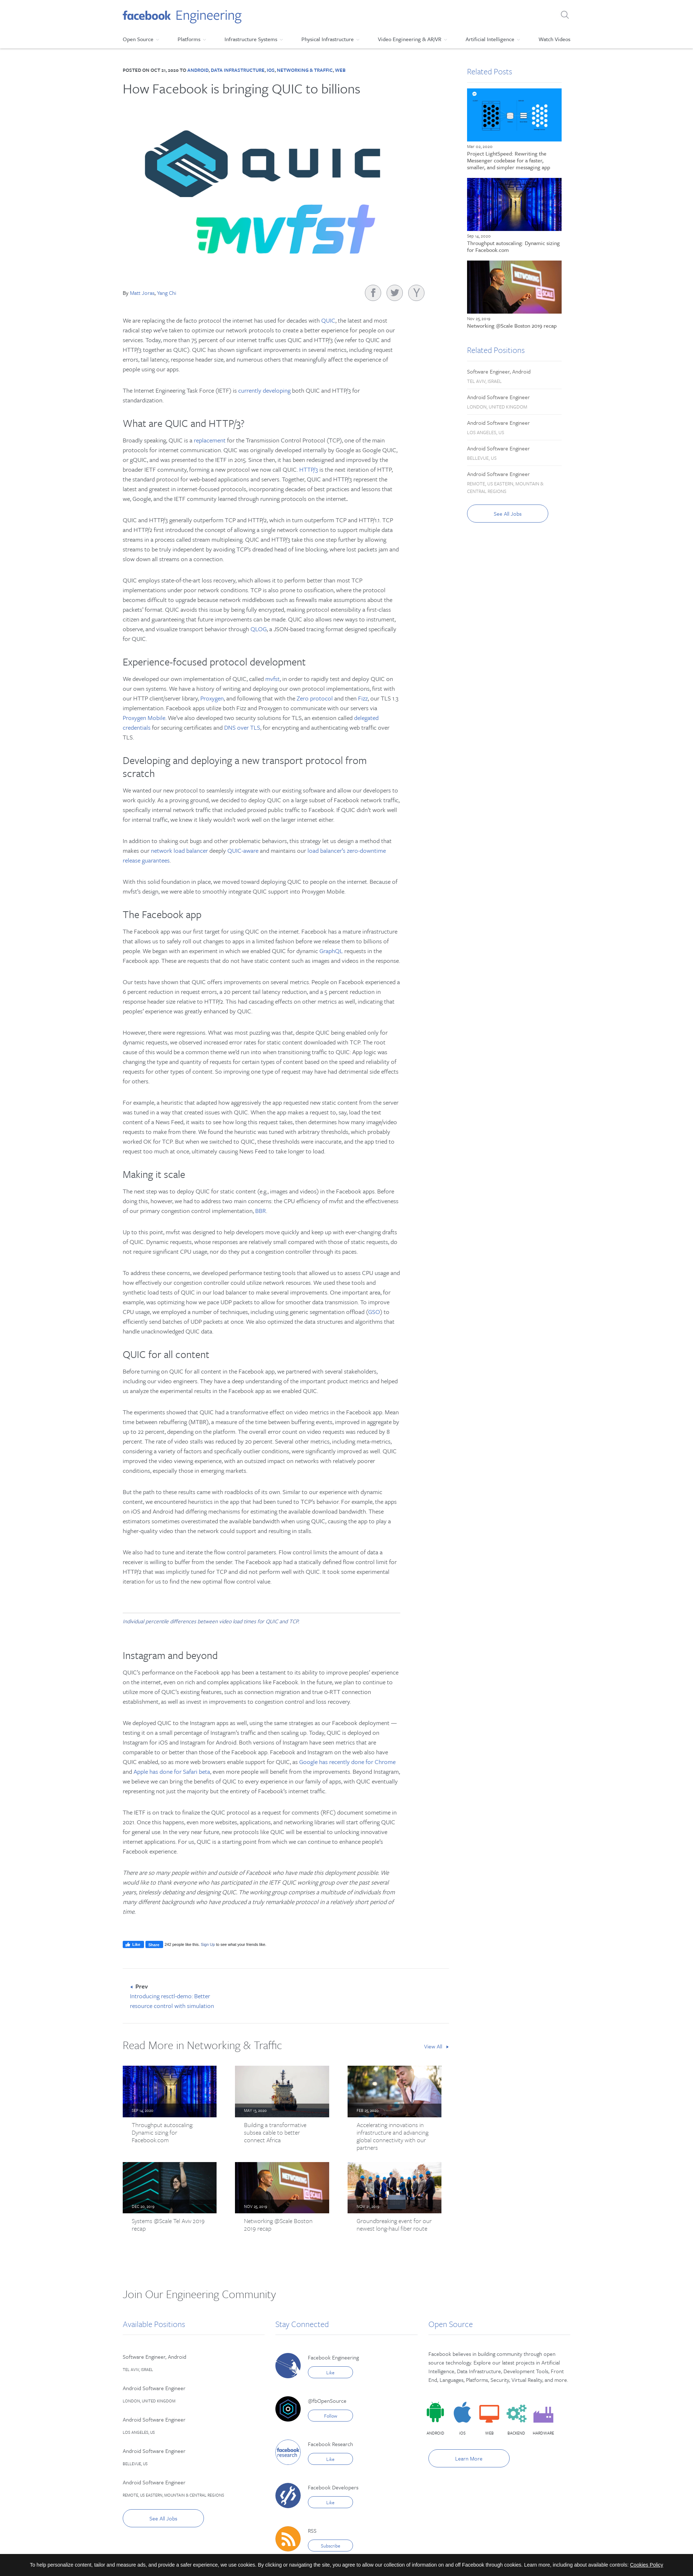 facebook Engineering
Open Source
Platforms
Infrastructure Systems
Physical Infrastructure
Video Engineering & AR/VR
Artificial Intelligence
Watch Videos
POSTED ON OCT 21, 2020 TO ANDROID, DATA INFRASTRUCTURE, IOS, NETWORKING & TRAFFIC, WEB
How Facebook is bringing QUIC to billions
QUIC
mvfst
By Matt Joras, Yang Chi
We are replacing the de facto protocol the internet has used for decades with QUIC, the latest and most
radical step we've taken to optimize our network protocols to create a better experience for people on our
services. Today, more than 75 percent of our internet traffic uses QUIC and HTTP/3 (we refer to QUIC and
HTTP/3 together as QUIC). QUIC has shown significant improvements in several metrics, including request
errors, tail latency, response header size, and numerous others that meaningfully affect the experience of
people using our apps.
The Internet Engineering Task Force (IETF) is currently developing both QUIC and HTTP/3 for
standardization.
What are QUIC and HTTP/3?
Broadly speaking, QUIC is a replacement for the Transmission Control Protocol (TCP), one of the main
protocols for internet communication. QUIC was originally developed internally by Google as Google QUIC,
or gQUIC, and was presented to the IETF in 2015. Since then, it has been redesigned and improved by the
broader IETF community, forming a new protocol we now call QUIC. HTTP/3 is the next iteration of HTTP,
the standard protocol for web-based applications and servers. Together, QUIC and HTTP/3 represent the
latest and greatest in internet-focused protocols, incorporating decades of best practices and lessons that
we, Google, and the IETF community learned through running protocols on the internet.
QUIC and HTTP/3 generally outperform TCP and HTTP/2, which in turn outperform TCP and HTTP/1.1. TCP
and HTTP/2 first introduced the concept of allowing a single network connection to support multiple data
streams in a process called stream multiplexing. QUIC and HTTP/3 take this one step further by allowing
streams to be truly independent by avoiding TCP's dreaded head of line blocking, where lost packets jam and
slow down all streams on a connection.
QUIC employs state-of-the-art loss recovery, which allows it to perform better than most TCP
implementations under poor network conditions. TCP is also prone to ossification, where the protocol
becomes difficult to upgrade because network middleboxes such as firewalls make assumptions about the
packets' format. QUIC avoids this issue by being fully encrypted, making protocol extensibility a first-class
citizen and guaranteeing that future improvements can be made. QUIC also allows new ways to instrument,
observe, and visualize transport behavior through QLOG, a JSON-based tracing format designed specifically
for QUIC.
Experience-focused protocol development
We developed our own implementation of QUIC, called mvfst, in order to rapidly test and deploy QUIC on
our own systems. We have a history of writing and deploying our own protocol implementations, first with
our HTTP client/server library, Proxygen, and following that with the Zero protocol and then Fizz, our TLS 1.3
implementation. Facebook apps utilize both Fizz and Proxygen to communicate with our servers via
Proxygen Mobile. We've also developed two security solutions for TLS, an extension called delegated
credentials for securing certificates and DNS over TLS, for encrypting and authenticating web traffic over
TLS.
Developing and deploying a new transport protocol from
scratch
We wanted our new protocol to seamlessly integrate with our existing software and allow our developers to
work quickly. As a proving ground, we decided to deploy QUIC on a large subset of Facebook network traffic,
specifically internal network traffic that included proxied public traffic to Facebook. If QUIC didn't work well
for internal traffic, we knew it likely wouldn't work well on the larger internet either.
In addition to shaking out bugs and other problematic behaviors, this strategy let us design a method that
makes our network load balancer deeply QUIC-aware and maintains our load balancer's zero-downtime
release guarantees.
With this solid foundation in place, we moved toward deploying QUIC to people on the internet. Because of
mvfst's design, we were able to smoothly integrate QUIC support into Proxygen Mobile.
The Facebook app
The Facebook app was our first target for using QUIC on the internet. Facebook has a mature infrastructure
that allows us to safely roll out changes to apps in a limited fashion before we release them to billions of
people. We began with an experiment in which we enabled QUIC for dynamic GraphQL requests in the
Facebook app. These are requests that do not have static content such as images and videos in the response.
Our tests have shown that QUIC offers improvements on several metrics. People on Facebook experienced a
6 percent reduction in request errors, a 20 percent tail latency reduction, and a 5 percent reduction in
response header size relative to HTTP/2. This had cascading effects on other metrics as well, indicating that
peoples' experience was greatly enhanced by QUIC.
However, there were regressions. What was most puzzling was that, despite QUIC being enabled only for
dynamic requests, we observed increased error rates for static content downloaded with TCP. The root
cause of this would be a common theme we'd run into when transitioning traffic to QUIC: App logic was
changing the type and quantity of requests for certain types of content based on the speed and reliability of
requests for other types of content. So improving one type of request may have had detrimental side effects
for others.
For example, a heuristic that adapted how aggressively the app requested new static content from the server
was tuned in a way that created issues with QUIC. When the app makes a request to, say, load the text
content of a News Feed, it waits to see how long this request takes, then determines how many image/video
requests to make from there. We found the heuristic was tuned with arbitrary thresholds, which probably
worked OK for TCP. But when we switched to QUIC, these thresholds were inaccurate, and the app tried to
request too much at once, ultimately causing News Feed to take longer to load.
Making it scale
The next step was to deploy QUIC for static content (e.g., images and videos) in the Facebook apps. Before
doing this, however, we had to address two main concerns: the CPU efficiency of mvfst and the effectiveness
of our primary congestion control implementation, BBR.
Up to this point, mvfst was designed to help developers move quickly and keep up with ever-changing drafts
of QUIC. Dynamic requests, whose responses are relatively small compared with those of static requests, do
not require significant CPU usage, nor do they put a congestion controller through its paces.
To address these concerns, we developed performance testing tools that allowed us to assess CPU usage and
how effectively our congestion controller could utilize network resources. We used these tools and
synthetic load tests of QUIC in our load balancer to make several improvements. One important area, for
example, was optimizing how we pace UDP packets to allow for smoother data transmission. To improve
CPU usage, we employed a number of techniques, including using generic segmentation offload (GSO) to
efficiently send batches of UDP packets at once. We also optimized the data structures and algorithms that
handle unacknowledged QUIC data.
QUIC for all content
Before turning on QUIC for all content in the Facebook app, we partnered with several stakeholders,
including our video engineers. They have a deep understanding of the important product metrics and helped
us analyze the experimental results in the Facebook app as we enabled QUIC.
The experiments showed that QUIC had a transformative effect on video metrics in the Facebook app. Mean
time between rebuffering (MTBR), a measure of the time between buffering events, improved in aggregate by
up to 22 percent, depending on the platform. The overall error count on video requests was reduced by 8
percent. The rate of video stalls was reduced by 20 percent. Several other metrics, including meta-metrics,
considering a variety of factors and specifically outlier conditions, were significantly improved as well. QUIC
improved the video viewing experience, with an outsized impact on networks with relatively poorer
conditions, especially those in emerging markets.
But the path to these results came with roadblocks of its own. Similar to our experience with dynamic
content, we encountered heuristics in the app that had been tuned to TCP's behavior. For example, the apps
on iOS and Android had differing mechanisms for estimating the available download bandwidth. These
estimators sometimes overestimated the available bandwidth when using QUIC, causing the app to play a
higher-quality video than the network could support and resulting in stalls.
We also had to tune and iterate the flow control parameters. Flow control limits the amount of data a
receiver is willing to buffer from the sender. The Facebook app had a statically defined flow control limit for
HTTP/2 that was implicitly tuned for TCP and did not perform well with QUIC. It took some experimental
iteration for us to find the new optimal flow control value.
Individual percentile differences between video load times for QUIC and TCP.
Instagram and beyond
QUIC's performance on the Facebook app has been a testament to its ability to improve peoples' experience
on the internet, even on rich and complex applications like Facebook. In the future, we plan to continue to
utilize more of QUIC's existing features, such as connection migration and true 0-RTT connection
establishment, as well as invest in improvements to congestion control and loss recovery.
We deployed QUIC to the Instagram apps as well, using the same strategies as our Facebook deployment —
testing it on a small percentage of Instagram's traffic and then scaling up. Today, QUIC is deployed on
Instagram for iOS and Instagram for Android. Both versions of Instagram have seen metrics that are
comparable to or better than those of the Facebook app. Facebook and Instagram on the web also have
QUIC enabled, so as more web browsers enable support for QUIC, as Google has recently done for Chrome
and Apple has done for Safari beta, even more people will benefit from the improvements. Beyond Instagram,
we believe we can bring the benefits of QUIC to every experience in our family of apps, with QUIC eventually
representing not just the majority but the entirety of Facebook's internet traffic.
The IETF is on track to finalize the QUIC protocol as a request for comments (RFC) document sometime in
2021. Once this happens, even more websites, applications, and networking libraries will start offering QUIC
for general use. In the very near future, new protocols like QUIC will be essential to unlocking innovative
internet applications. For us, QUIC is a starting point from which we can continue to enhance people's
Facebook experience.
There are so many people within and outside of Facebook who have made this deployment possible. We
would like to thank everyone who has participated in the IETF QUIC working group over the past several
years, tirelessly debating and designing QUIC. The working group comprises a multitude of individuals from
many different backgrounds who have produced a truly remarkable protocol in a relatively short period of
time.
Like
Share
242 people like this. Sign Up to see what your friends like.
Prev
Introducing resctl-demo: Better
resource control with simulation
Related Posts
Mar 02, 2020
Project LightSpeed: Rewriting the
Messenger codebase for a faster,
smaller, and simpler messaging app
Sep 14, 2020
Throughput autoscaling: Dynamic sizing
for Facebook.com
Nov 25, 2019
Networking @Scale Boston 2019 recap
Related Positions
Software Engineer, Android
TEL AVIV, ISRAEL
Android Software Engineer
LONDON, UNITED KINGDOM
Android Software Engineer
LOS ANGELES, US
Android Software Engineer
BELLEVUE, US
Android Software Engineer
REMOTE, US EASTERN, MOUNTAIN &
CENTRAL REGIONS
See All Jobs
Read More in Networking & Traffic
View All
SEP 14, 2020
Throughput autoscaling:
Dynamic sizing for
Facebook.com
MAY 13, 2020
Building a transformative
subsea cable to better
connect Africa
FEB 25, 2020
Accelerating innovations in
infrastructure and advancing
global connectivity with our
partners
DEC 20, 2019
Systems @Scale Tel Aviv 2019
recap
NOV 25, 2019
Networking @Scale Boston
2019 recap
NOV 21, 2019
Groundbreaking event for our
newest long-haul fiber route
Join Our Engineering Community
Available Positions
Software Engineer, Android
TEL AVIV, ISRAEL
Android Software Engineer
LONDON, UNITED KINGDOM
Android Software Engineer
LOS ANGELES, US
Android Software Engineer
BELLEVUE, US
Android Software Engineer
REMOTE, US EASTERN, MOUNTAIN & CENTRAL REGIONS
See All Jobs
Stay Connected
Facebook Engineering
Like
@fbOpenSource
Follow
facebook
research
Facebook Research
Like
Facebook Developers
Like
RSS
Subscribe
Open Source
Facebook believes in building community through open
source technology. Explore our latest projects in Artificial
Intelligence, Data Infrastructure, Development Tools, Front
End, Languages, Platforms, Security, Virtual Reality, and more.
ANDROID
iOS
WEB
BACKEND
HARDWARE
Learn More
To help personalize content, tailor and measure ads, and provide a safer experience, we use cookies. By clicking or navigating the site, you agree to allow our collection of information on and off Facebook through cookies. Learn more, including about available controls: Cookies Policy